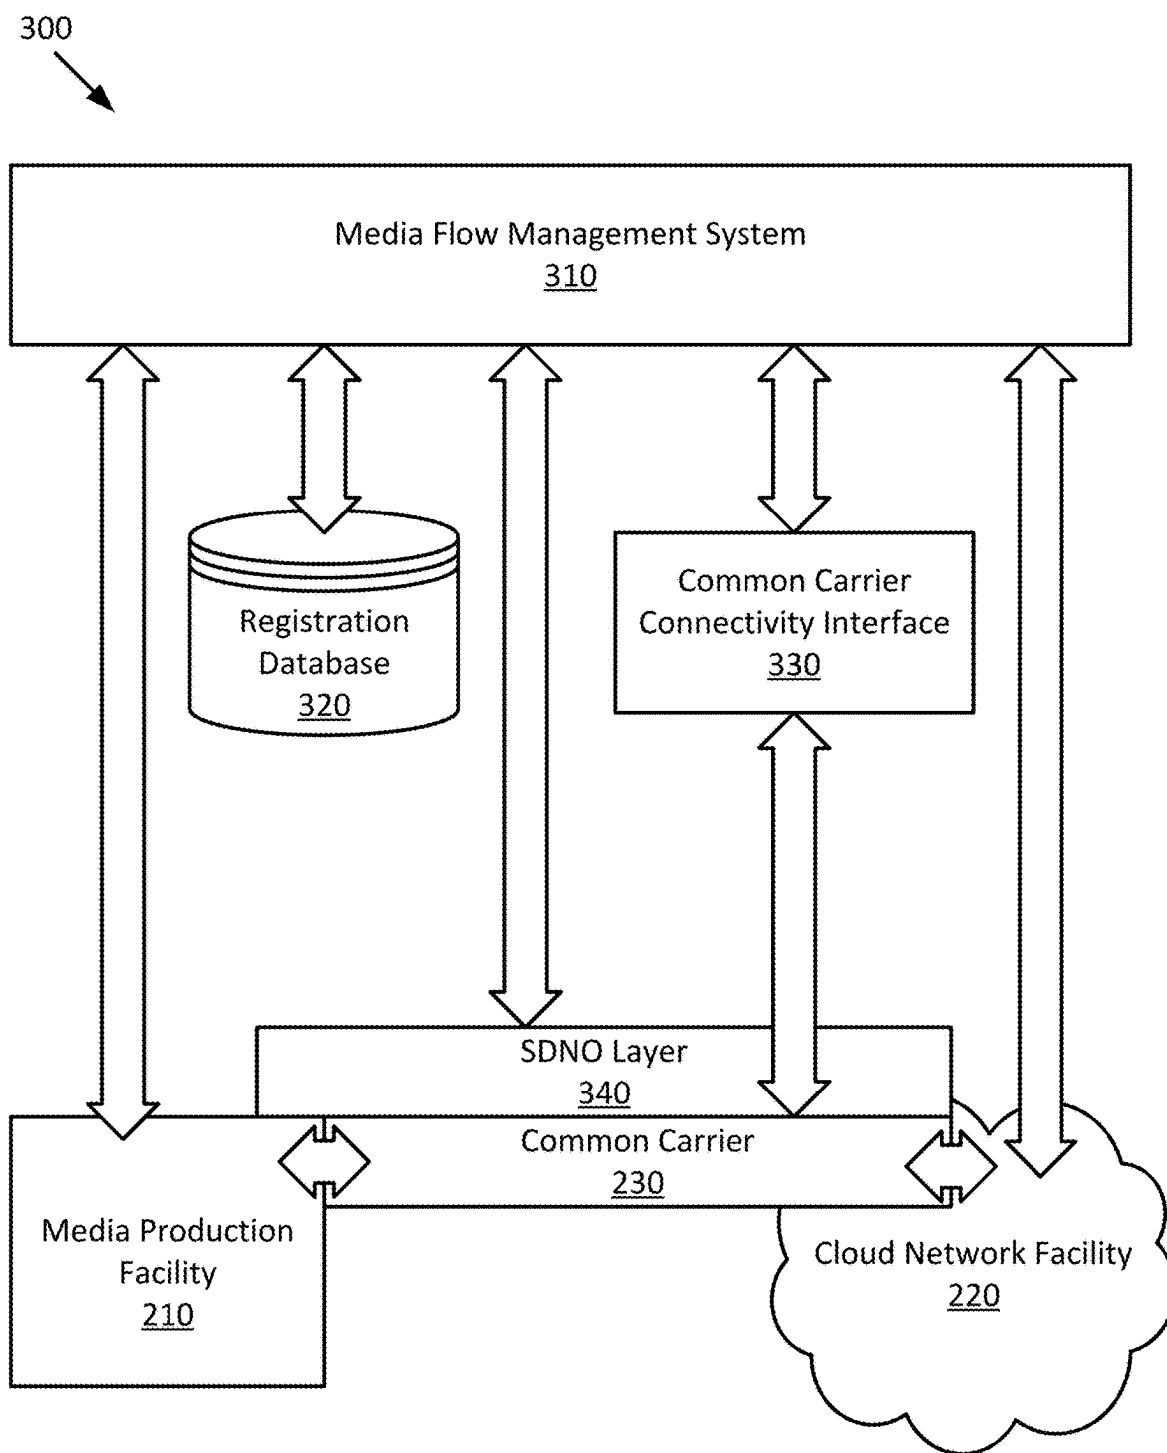 300
Media Flow Management System
310
Registration
Database
320
Common Carrier
Connectivity Interface
330
SDNO Layer
340
Common Carrier
230
Media Production
Facility
210
Cloud Network Facility
220